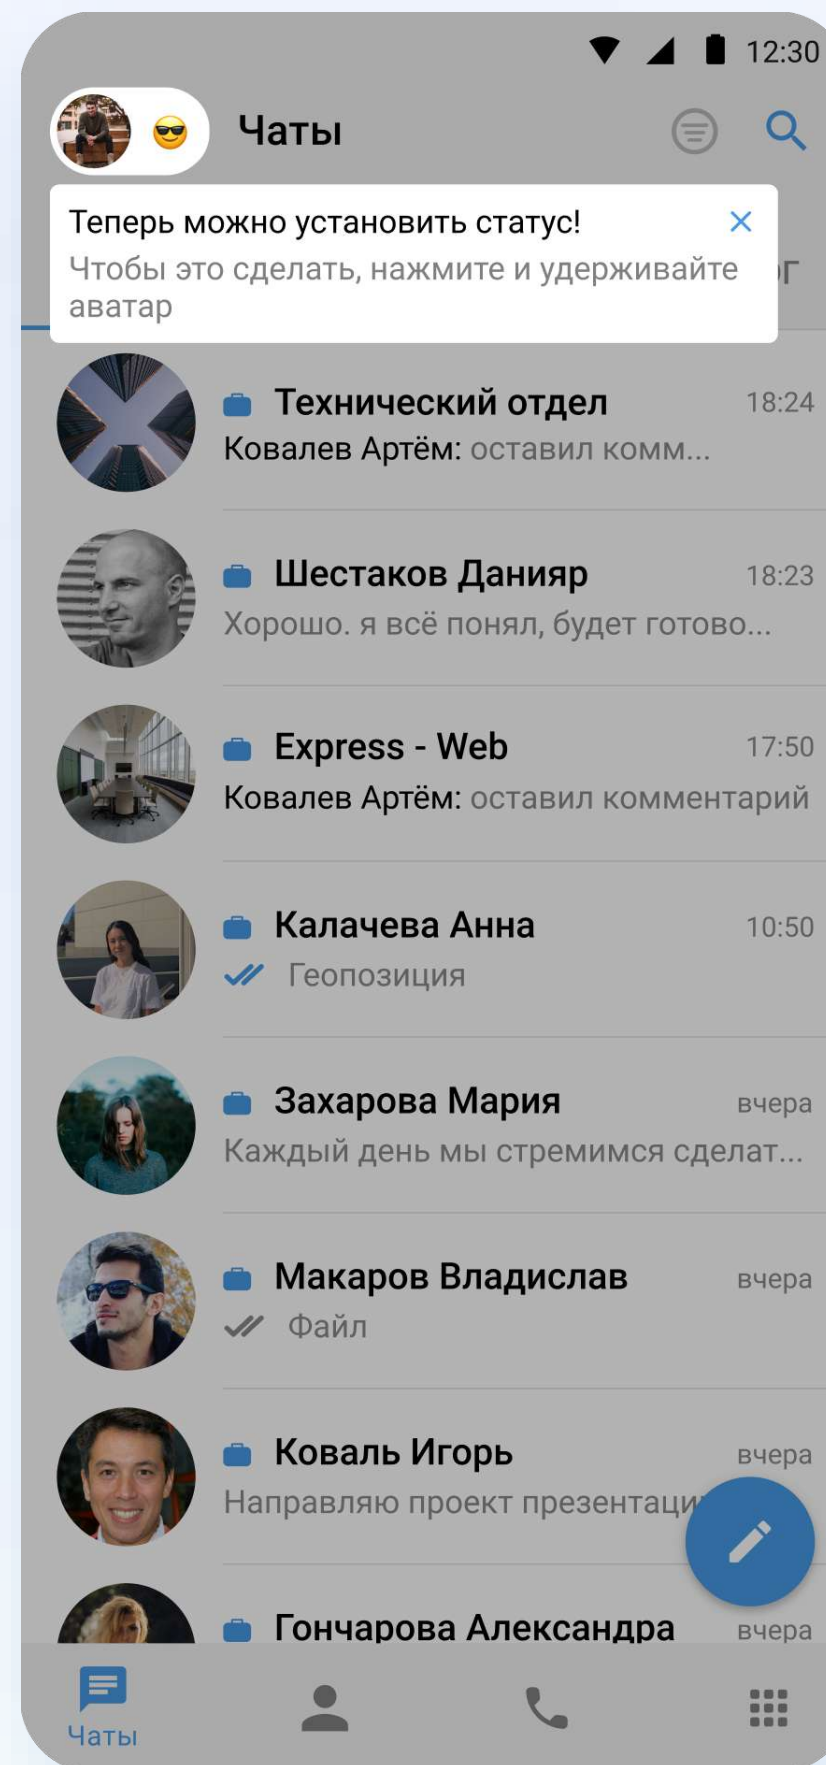 12:30
Чаты
Теперь можно установить статус!
Чтобы это сделать, нажмите и удерживайте
аватар
Технический отдел 18:24
Ковалев Артём: оставил комм...
Шестаков Данияр 18:23
Хорошо. я всё понял, будет готово...
Express - Web 17:50
Ковалев Артём: оставил комментарий
Калачева Анна 10:50
Геопозиция
Захарова Мария вчера
Каждый день мы стремимся сделат...
Макаров Владислав вчера
Файл
Коваль Игорь вчера
Направляю проект
Гончарова Александра вчера
Чаты